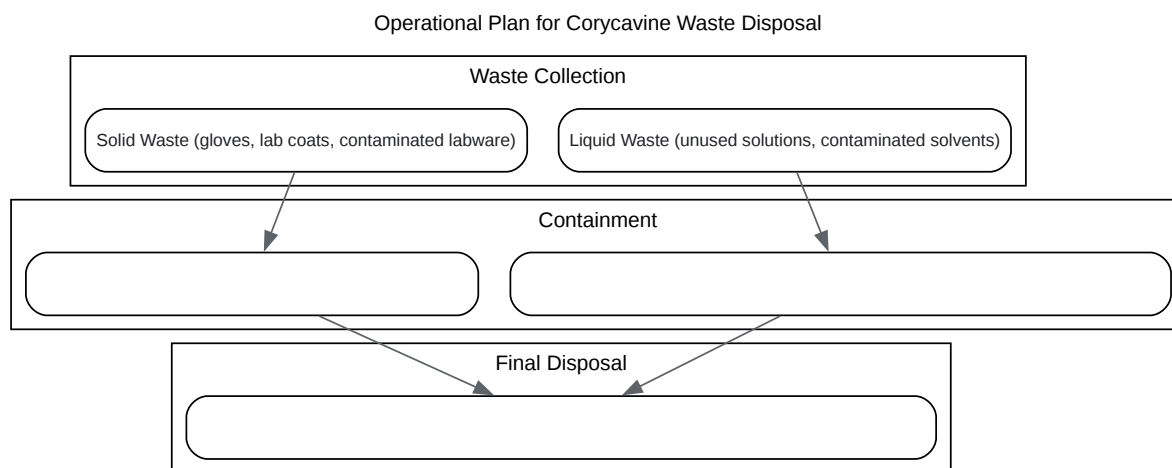 Operational Plan for Corycavine Waste Disposal
Waste Collection
Solid Waste (gloves, lab coats, contaminated labware)
Liquid Waste (unused solutions, contaminated solvents)
Containment
Final Disposal